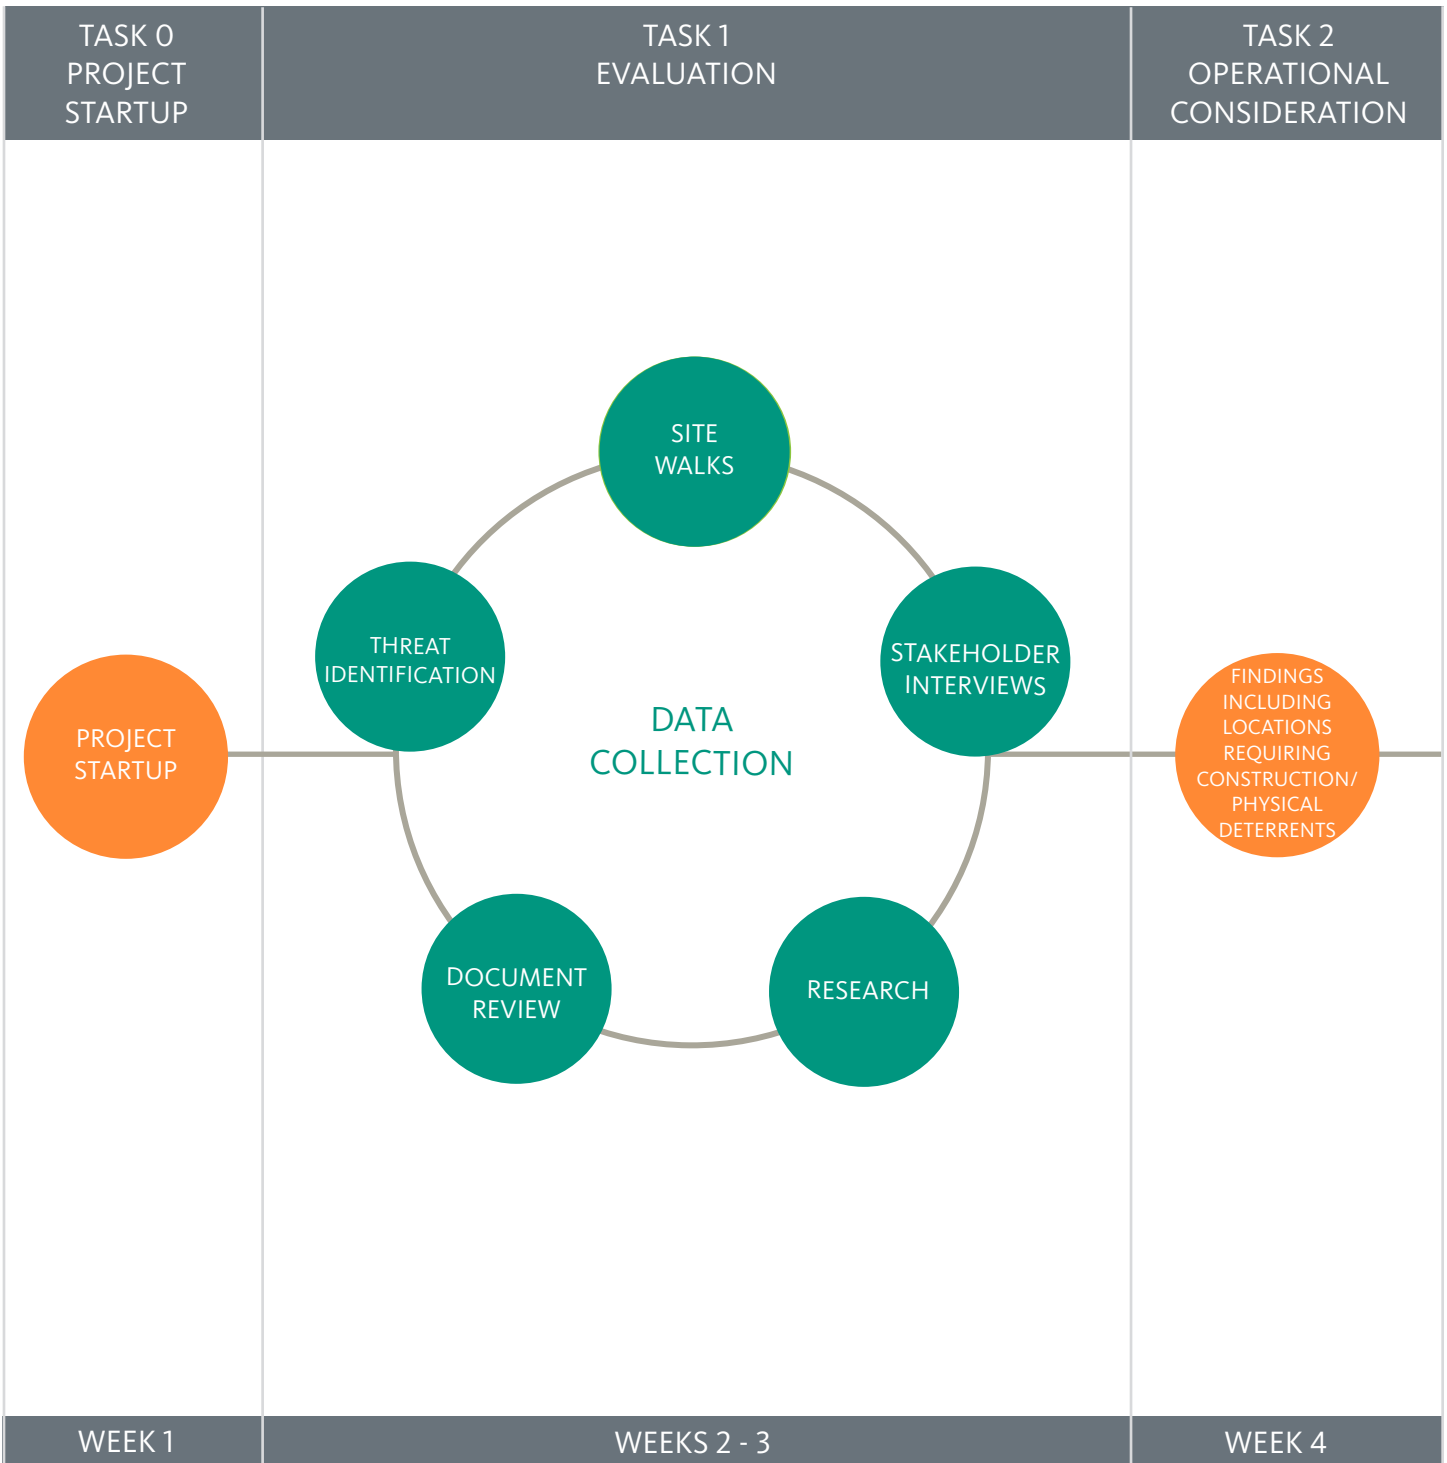 TASK 0
PROJECT
STARTUP
TASK 1
EVALUATION
TASK 2
OPERATIONAL
CONSIDERATION
SITE
WALKS
THREAT
IDENTIFICATION
STAKEHOLDER
INTERVIEWS
DATA
COLLECTION
PROJECT
STARTUP
FINDINGS
INCLUDING
LOCATIONS
REQUIRING
CONSTRUCTION/
PHYSICAL
DETERRENTS
DOCUMENT
REVIEW
RESEARCH
WEEK 1
WEEKS 2 - 3
WEEK 4